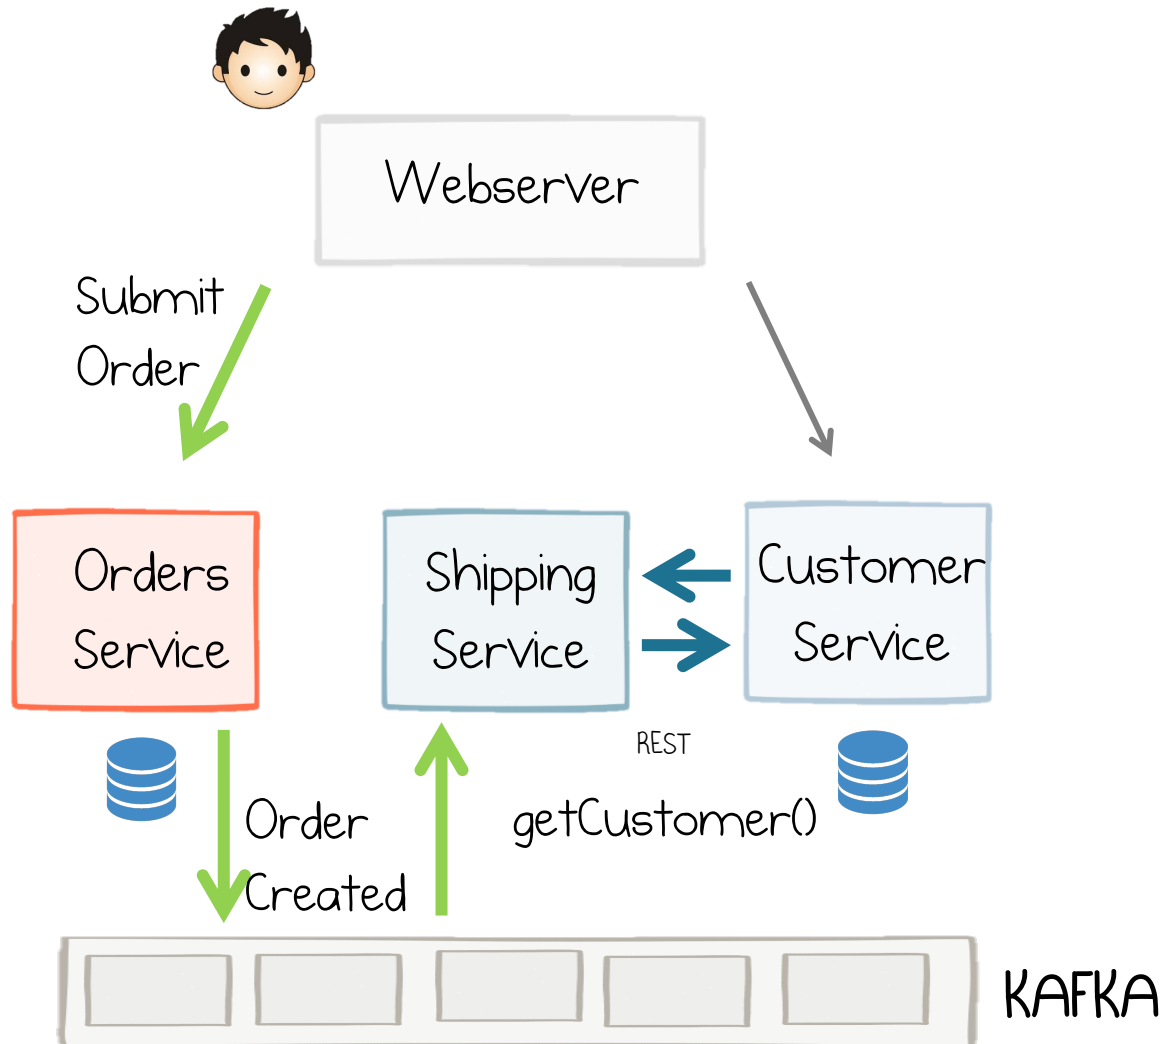 Webserver
Submit
Order
Orders
Service
Shipping
Service
Customer
Service
REST
getCustomer()
Order
Created
KAFKA